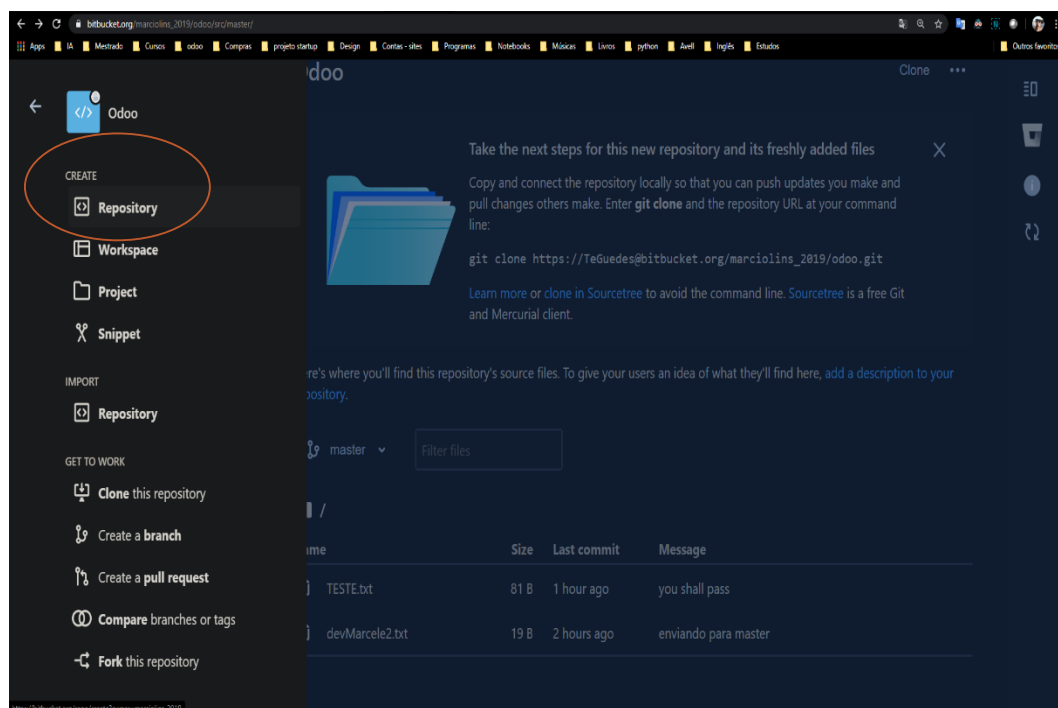 bitbucket.org/marciolins_2019/odoo/src/master/
Apps IA Mestrado Cursos odoo Compras projeto startup Design Contas - sites Programas Notebooks Músicas Livros python Avell Inglês Estudos Outros favoritos
Odoo
CREATE
Repository
Workspace
Project
Snippet
IMPORT
Repository
GET TO WORK
Clone this repository
Create a branch
Create a pull request
Compare branches or tags
Fork this repository
doo
Clone
Take the next steps for this new repository and its freshly added files
Copy and connect the repository locally so that you can push updates you make and
pull changes others make. Enter git clone and the repository URL at your command
line:
git clone https://TeGuedes@bitbucket.org/marciolins_2019/odoo.git
Learn more or clone in Sourcetree to avoid the command line. Sourcetree is a free Git
and Mercurial client.
re's where you'll find this repository's source files. To give your users an idea of what they'll find here, add a description to your
pository.
master Filter files
/
ame Size Last commit Message
TESTE.txt 81 B 1 hour ago you shall pass
devMarcele2.txt 19 B 2 hours ago enviando para master